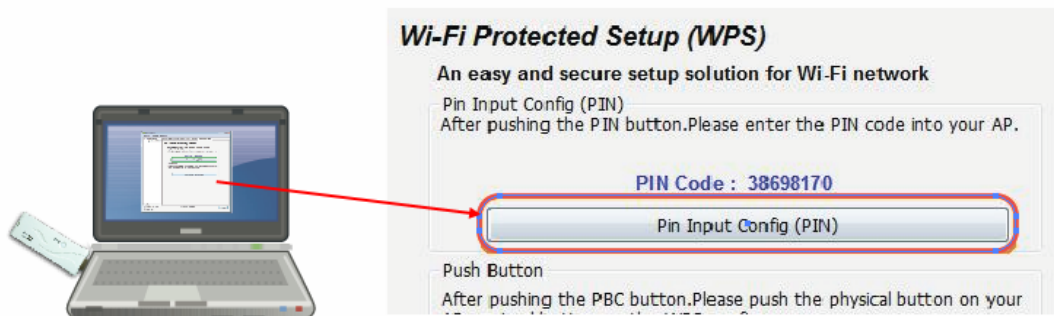 Wi-Fi Protected Setup (WPS)
An easy and secure setup solution for Wi-Fi network
Pin Input Config (PIN)
After pushing the PIN button.Please enter the PIN code into your AP.
PIN Code : 38698170
Pin Input Config (PIN)
Push Button
After pushing the PBC button.Please push the physical button on your